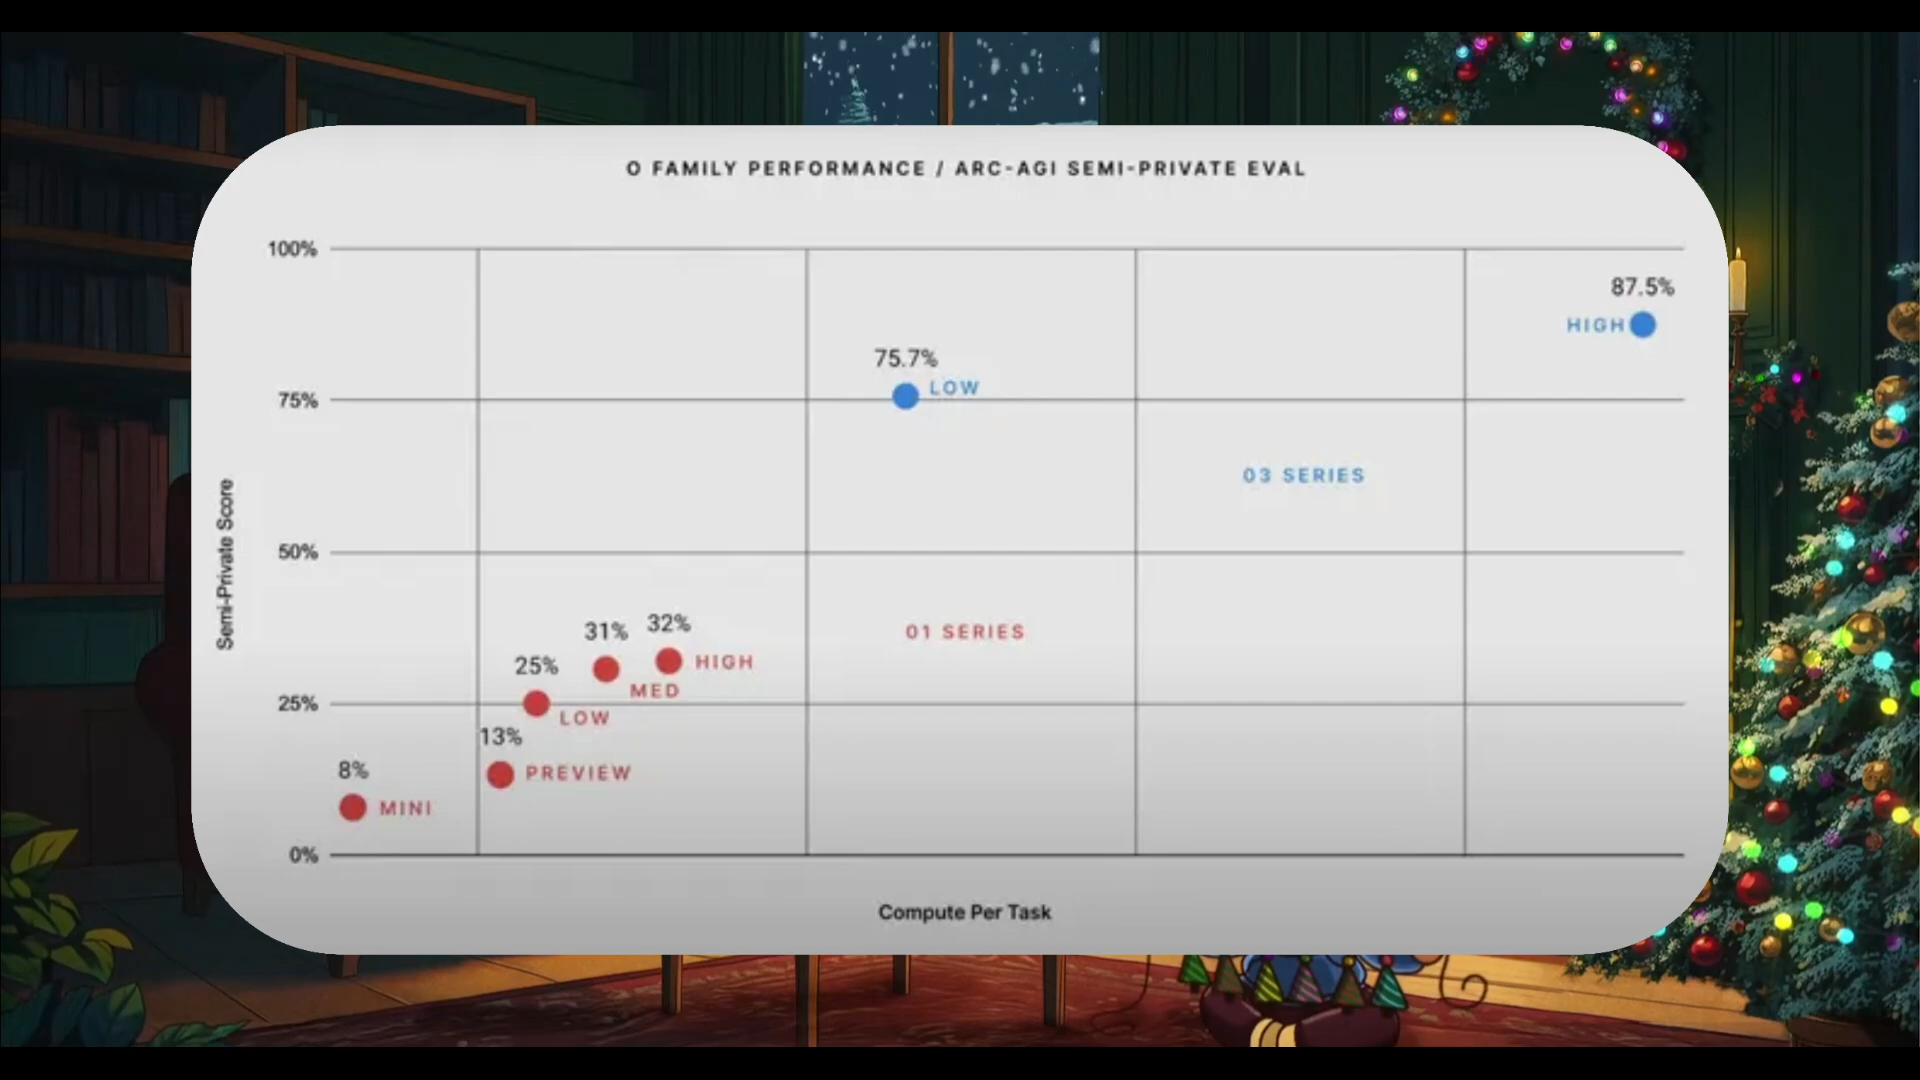 O FAMILY PERFORMANCE / ARC-AGI SEMI-PRIVATE EVAL
100%
87.5%
HIGH
75.7%
LOW
75%
03 SERIES
Semi-Private Score
50%
31%
32%
01 SERIES
25%
HIGH
MED
25%
LOW
13%
PREVIEW
8%
MINI
0%
Compute Per Task